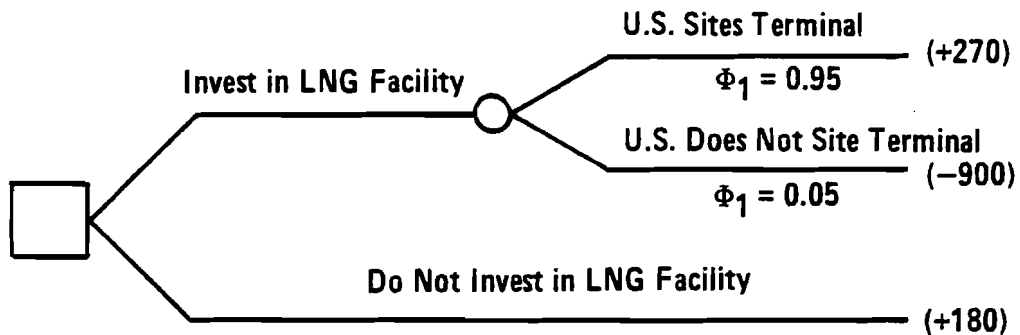 U.S. Sites Terminal
(+270)
Invest in LNG Facility
Φ1 = 0.95
U.S. Does Not Site Terminal
(−900)
Φ1 = 0.05
Do Not Invest in LNG Facility
(+180)